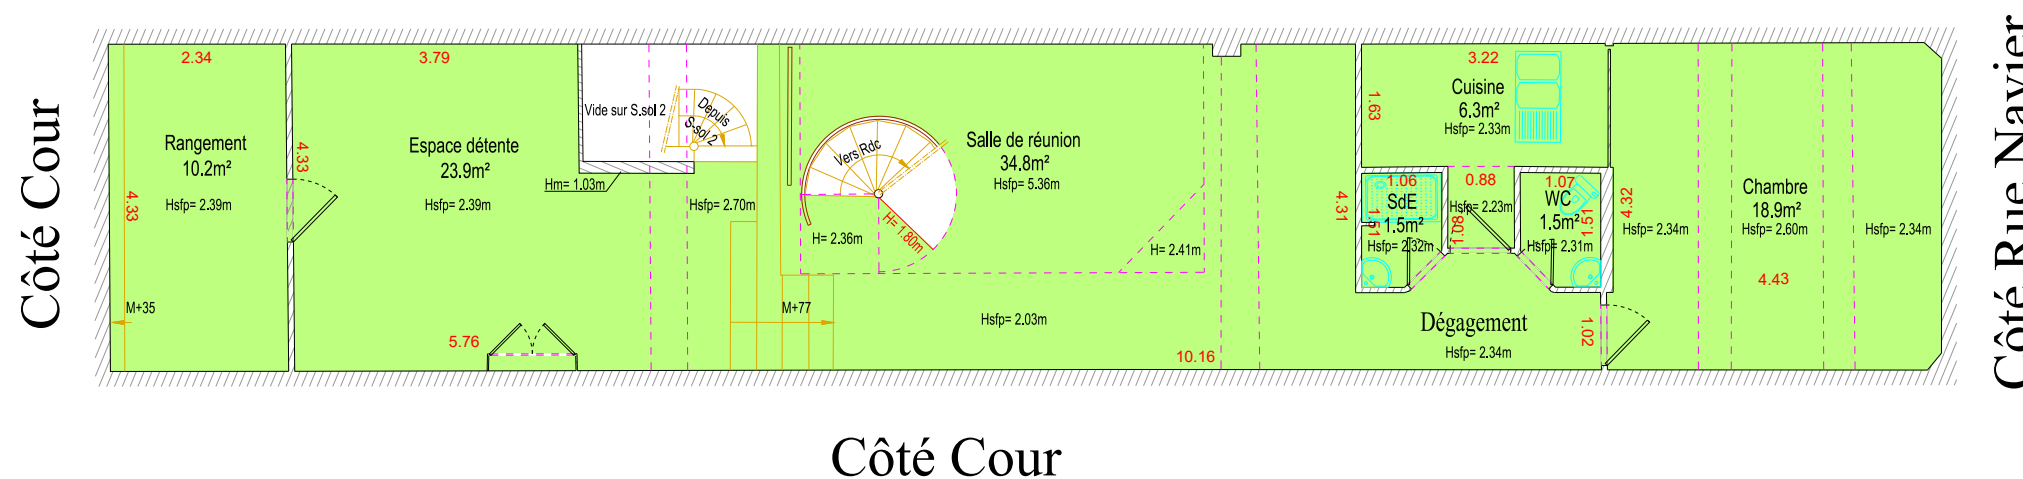 Côté Cour
2.34
Rangement
10.2m²
Hsfp= 2.39m
4.33
M+35
4.33
3.79
Espace détente
23.9m²
Hsfp= 2.39m
5.76
Vide sur S.sol 2
Depuis
S-sol 2
Hm= 1.03m
Hsfp= 2.70m
M+77
Vers Rdc
H= 2.36m
H= 1.80m
Salle de réunion
34.8m²
Hsfp= 5.36m
H= 2.41m
Hsfp= 2.03m
10.16
4.31
3.22
Cuisine
6.3m²
Hsfp= 2.33m
1.63
1.06
SdE
1.5m²
Hsfp= 2.32m
1.51
0.88
Hsfp= 2.23m
1.08
1.07
WC
1.5m²
Hsfp= 2.31m
1.51
Dégagement
Hsfp= 2.34m
1.02
4.32
Hsfp= 2.34m
Chambre
18.9m²
Hsfp= 2.60m
4.43
Hsfp= 2.34m
Côté Rue Navier
Côté Cour